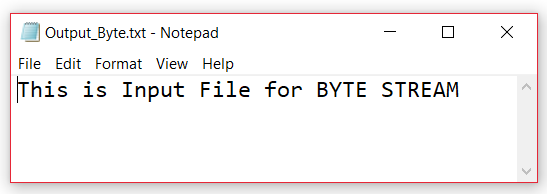 Output_Byte.txt - Notepad
File Edit Format View Help
This is Input File for BYTE STREAM